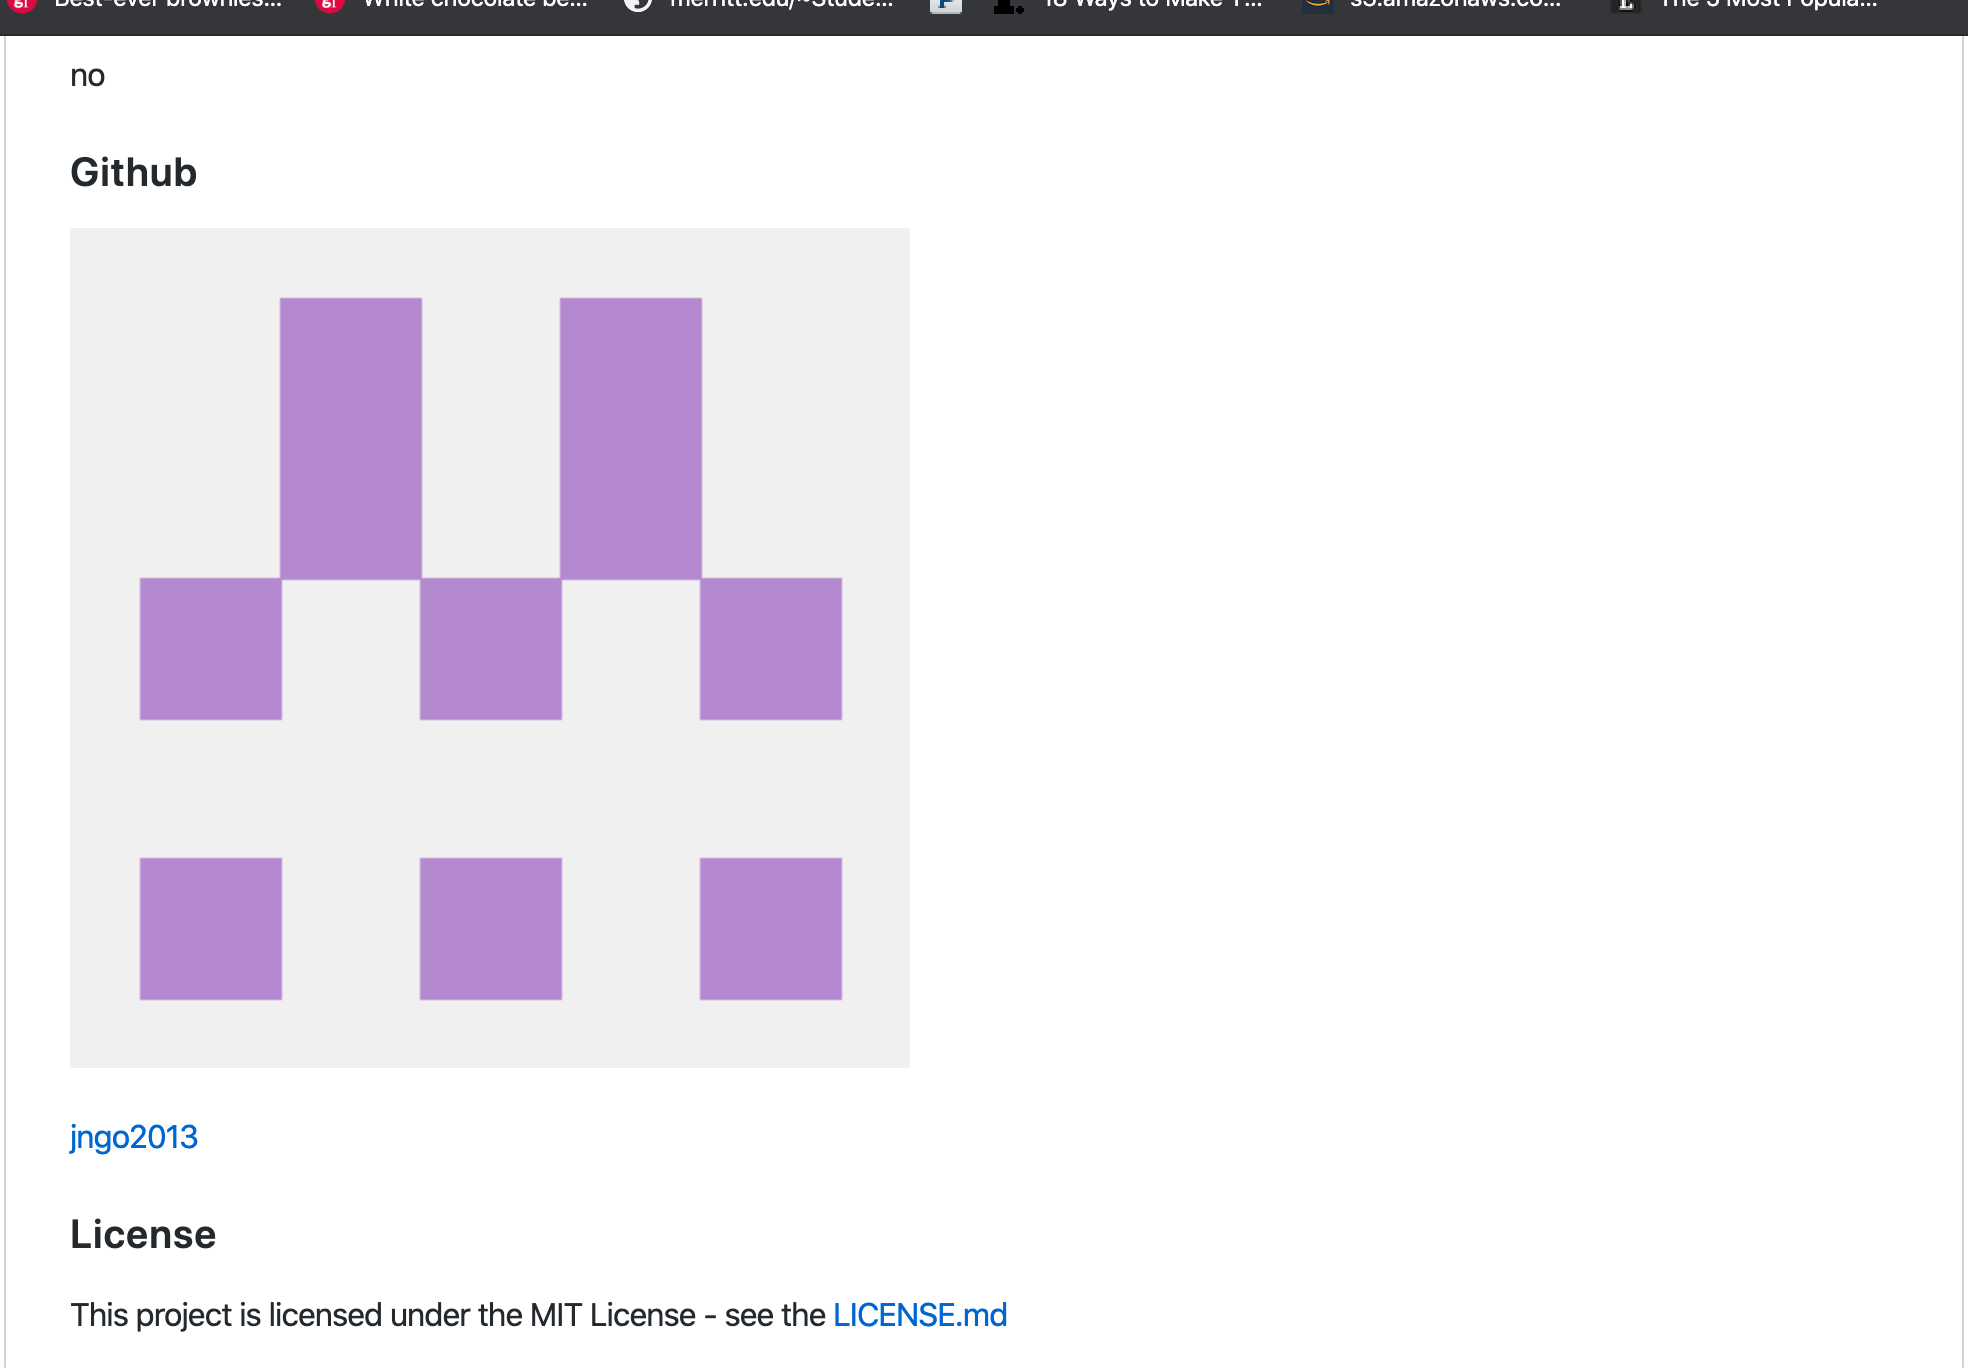 Best-ever brownies...
White chocolate be...
merritt.edu/~Stude...
18 Ways to Make T...
s3.amazonaws.co...
The 5 Most Popula...
no
Github
jngo2013
License
This project is licensed under the MIT License - see the LICENSE.md